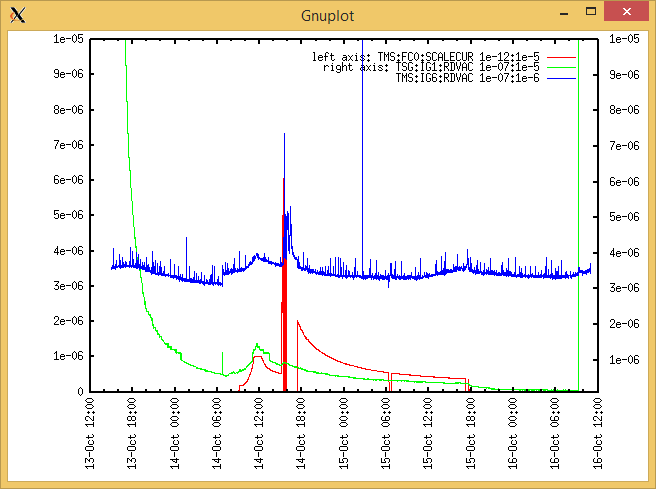 Gnuplot
1e-05
9e-06
8e-06
7e-06
6e-06
5e-06
4e-06
3e-06
2e-06
1e-06
0
left axis: TMS:FC0:SCALECUR 1e-12:1e-5
right axis: TSG:IG1:RDVAC 1e-07:1e-5
TMS:IG6:RDVAC 1e-07:1e-6
1e-05
9e-06
8e-06
7e-06
6e-06
5e-06
4e-06
3e-06
2e-06
1e-06
13-Oct 12:00
13-Oct 18:00
14-Oct 00:00
14-Oct 06:00
14-Oct 12:00
14-Oct 18:00
15-Oct 00:00
15-Oct 06:00
15-Oct 12:00
15-Oct 18:00
16-Oct 00:00
16-Oct 06:00
16-Oct 12:00